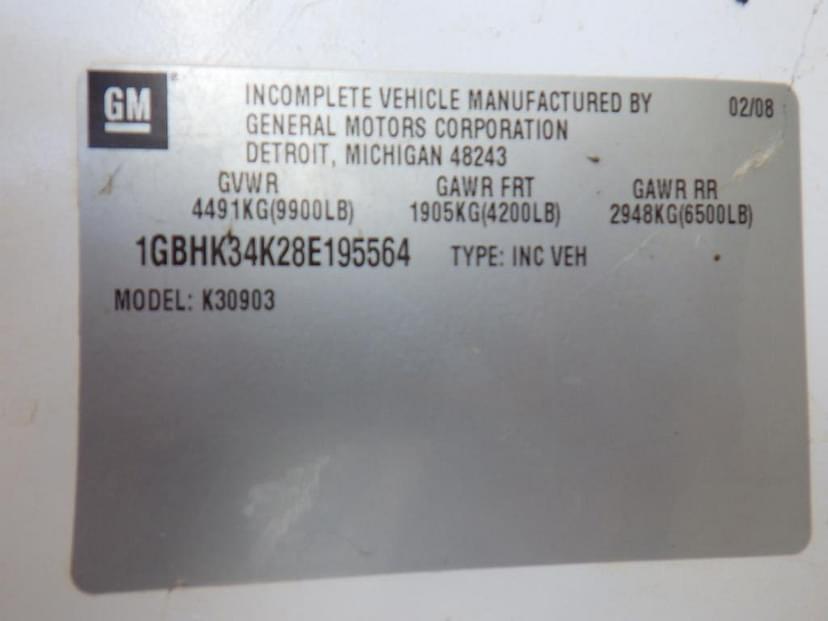 GM
INCOMPLETE VEHICLE MANUFACTURED BY 02/08
GENERAL MOTORS CORPORATION
DETROIT, MICHIGAN 48243
GVWR GAWR FRT GAWR RR
4491KG(9900LB) 1905KG(4200LB) 2948KG(6500LB)
1GBHK34K28E195564 TYPE: INC VEH
MODEL: K30903